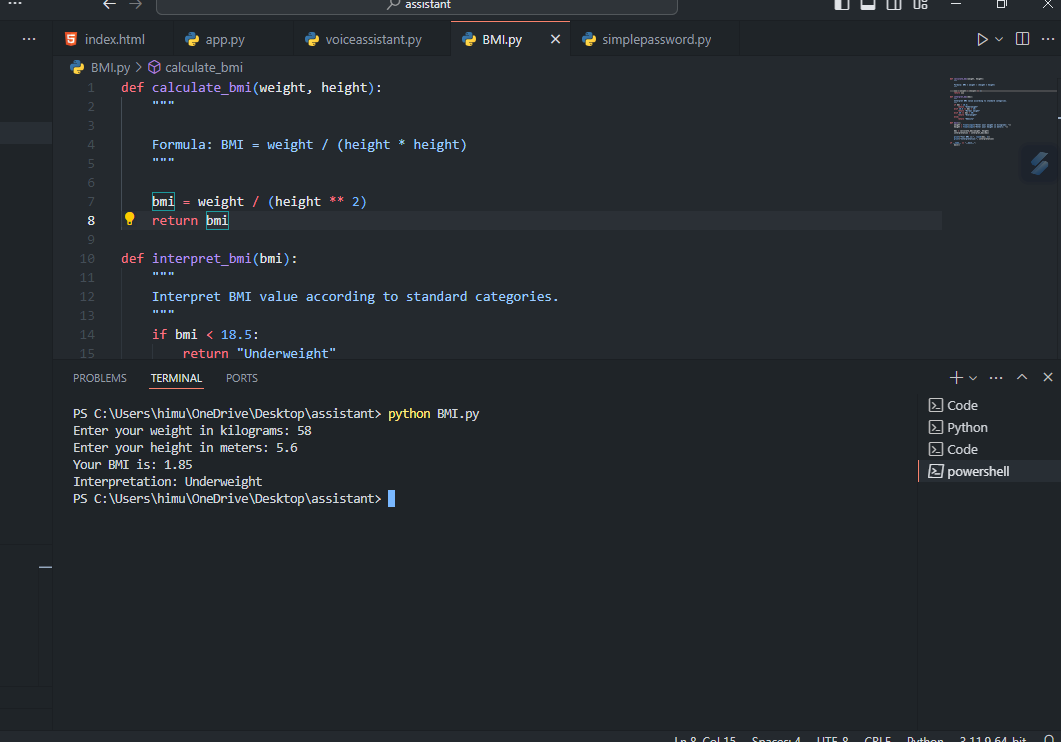 assistant
index.html
app.py
voiceassistant.py
BMI.py
simplepassword.py
BMI.py > calculate_bmi
1 def calculate_bmi(weight, height):
2 """
3
4 Formula: BMI = weight / (height * height)
5 """
6
7 bmi = weight / (height ** 2)
8 return bmi
9
10 def interpret_bmi(bmi):
11 """
12 Interpret BMI value according to standard categories.
13 """
14 if bmi < 18.5:
15 return "Underweight"
PROBLEMS TERMINAL PORTS
PS C:\Users\himu\OneDrive\Desktop\assistant> python BMI.py
Enter your weight in kilograms: 58
Enter your height in meters: 5.6
Your BMI is: 1.85
Interpretation: Underweight
PS C:\Users\himu\OneDrive\Desktop\assistant>
Code
Python
Code
powershell
Ln 8, Col 15 Spaces: 4 UTF-8 CRLF Python 3.11.9 64-bit